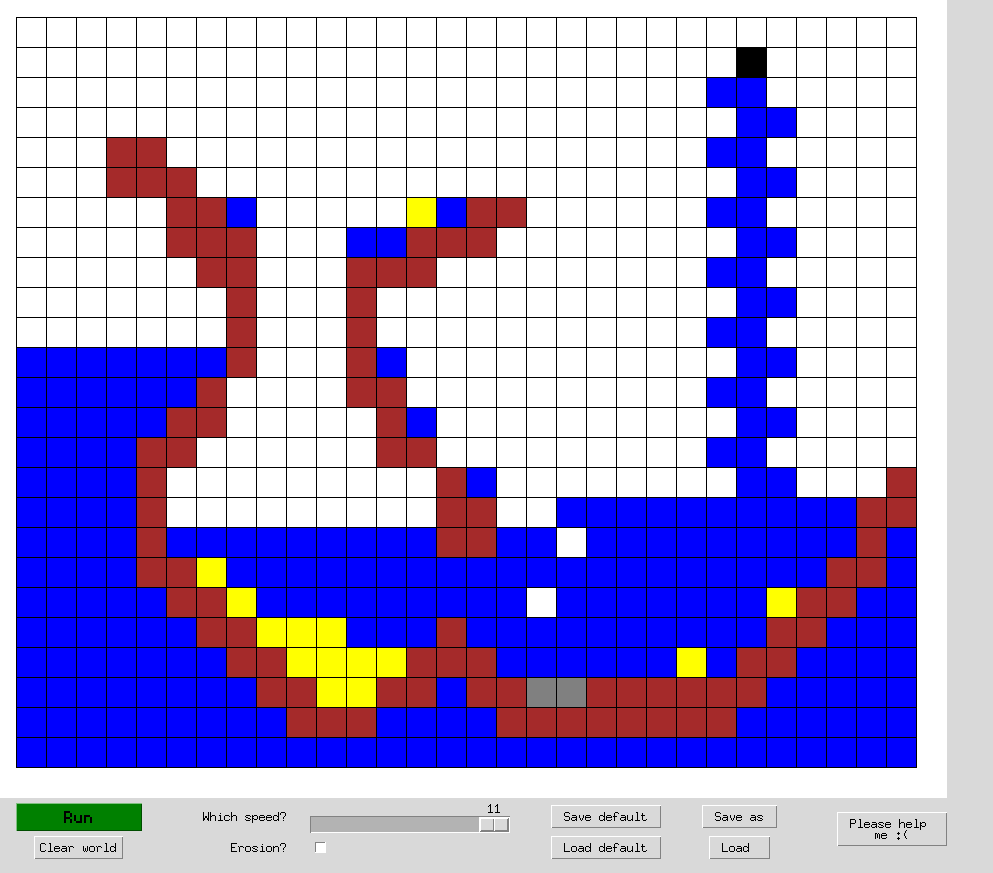 11
Run
Which speed?
Save default
Save as
Please help
me :(
Clear world
Erosion?
Load default
Load